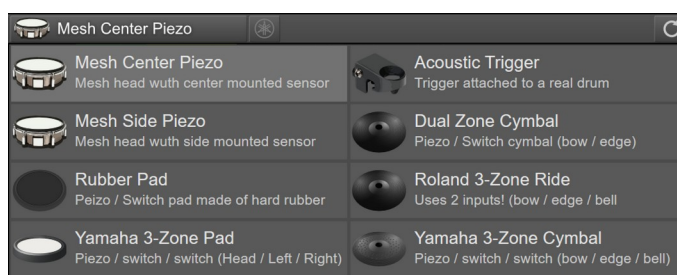 Mesh Center Piezo
Mesh Center Piezo
Mesh head wuth center mounted sensor
Acoustic Trigger
Trigger attached to a real drum
Mesh Side Piezo
Mesh head wuth side mounted sensor
Dual Zone Cymbal
Piezo / Switch cymbal (bow / edge)
Rubber Pad
Peizo / Switch pad made of hard rubber
Roland 3-Zone Ride
Uses 2 inputs! (bow / edge / bell
Yamaha 3-Zone Pad
Piezo / switch / switch (Head / Left / Right)
Yamaha 3-Zone Cymbal
Piezo / switch / switch (bow / edge / bell)